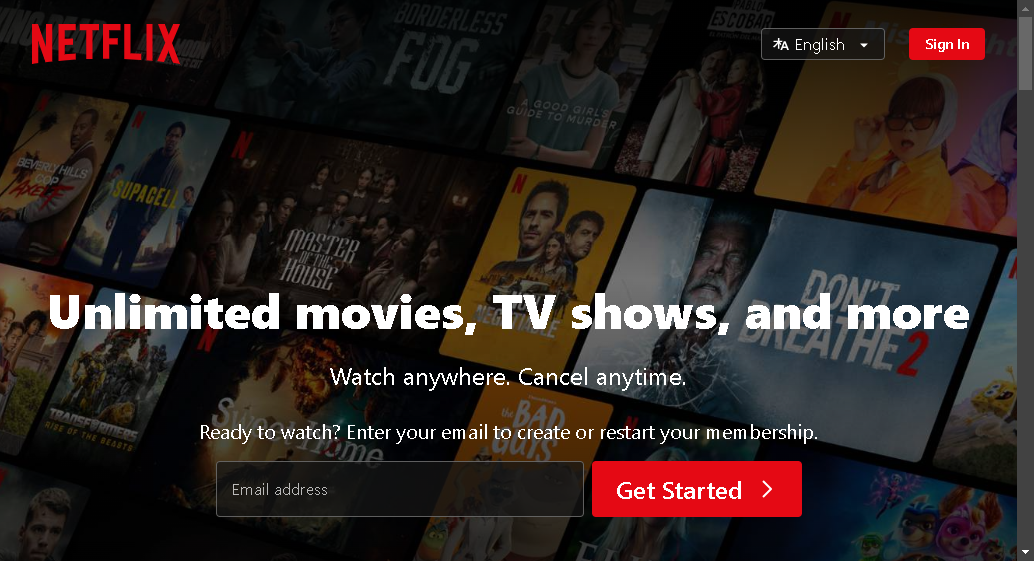 NETFLIX
English
Sign In
BORDERLESS
FOG
PABLO
ESCOBAR
A GOOD GIRL'S
GUIDE TO MURDER
BEVERLY HILLS
COP
AXEL F
SUPACELL
MASTER
OF THE
HOUSE
DON'T
BREATHE 2
Unlimited movies, TV shows, and more
Watch anywhere. Cancel anytime.
TRANSFORMERS
RISE OF THE BEASTS
the
BAD
GUYS
Home
Ready to watch? Enter your email to create or restart your membership.
Email address
Get Started